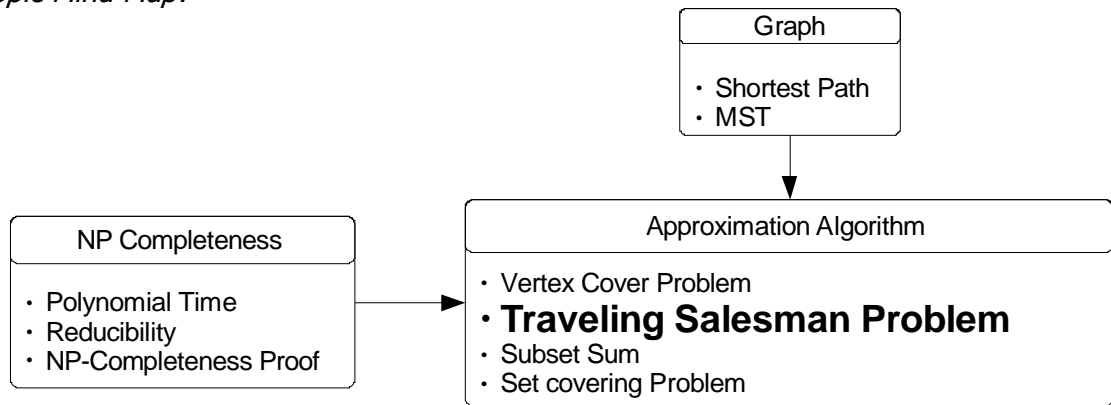 Graph
· Shortest Path
· MST
NP Completeness
· Polynomial Time
· Reducibility
· NP-Completeness Proof
Approximation Algorithm
· Vertex Cover Problem
· Traveling Salesman Problem
· Subset Sum
· Set covering Problem